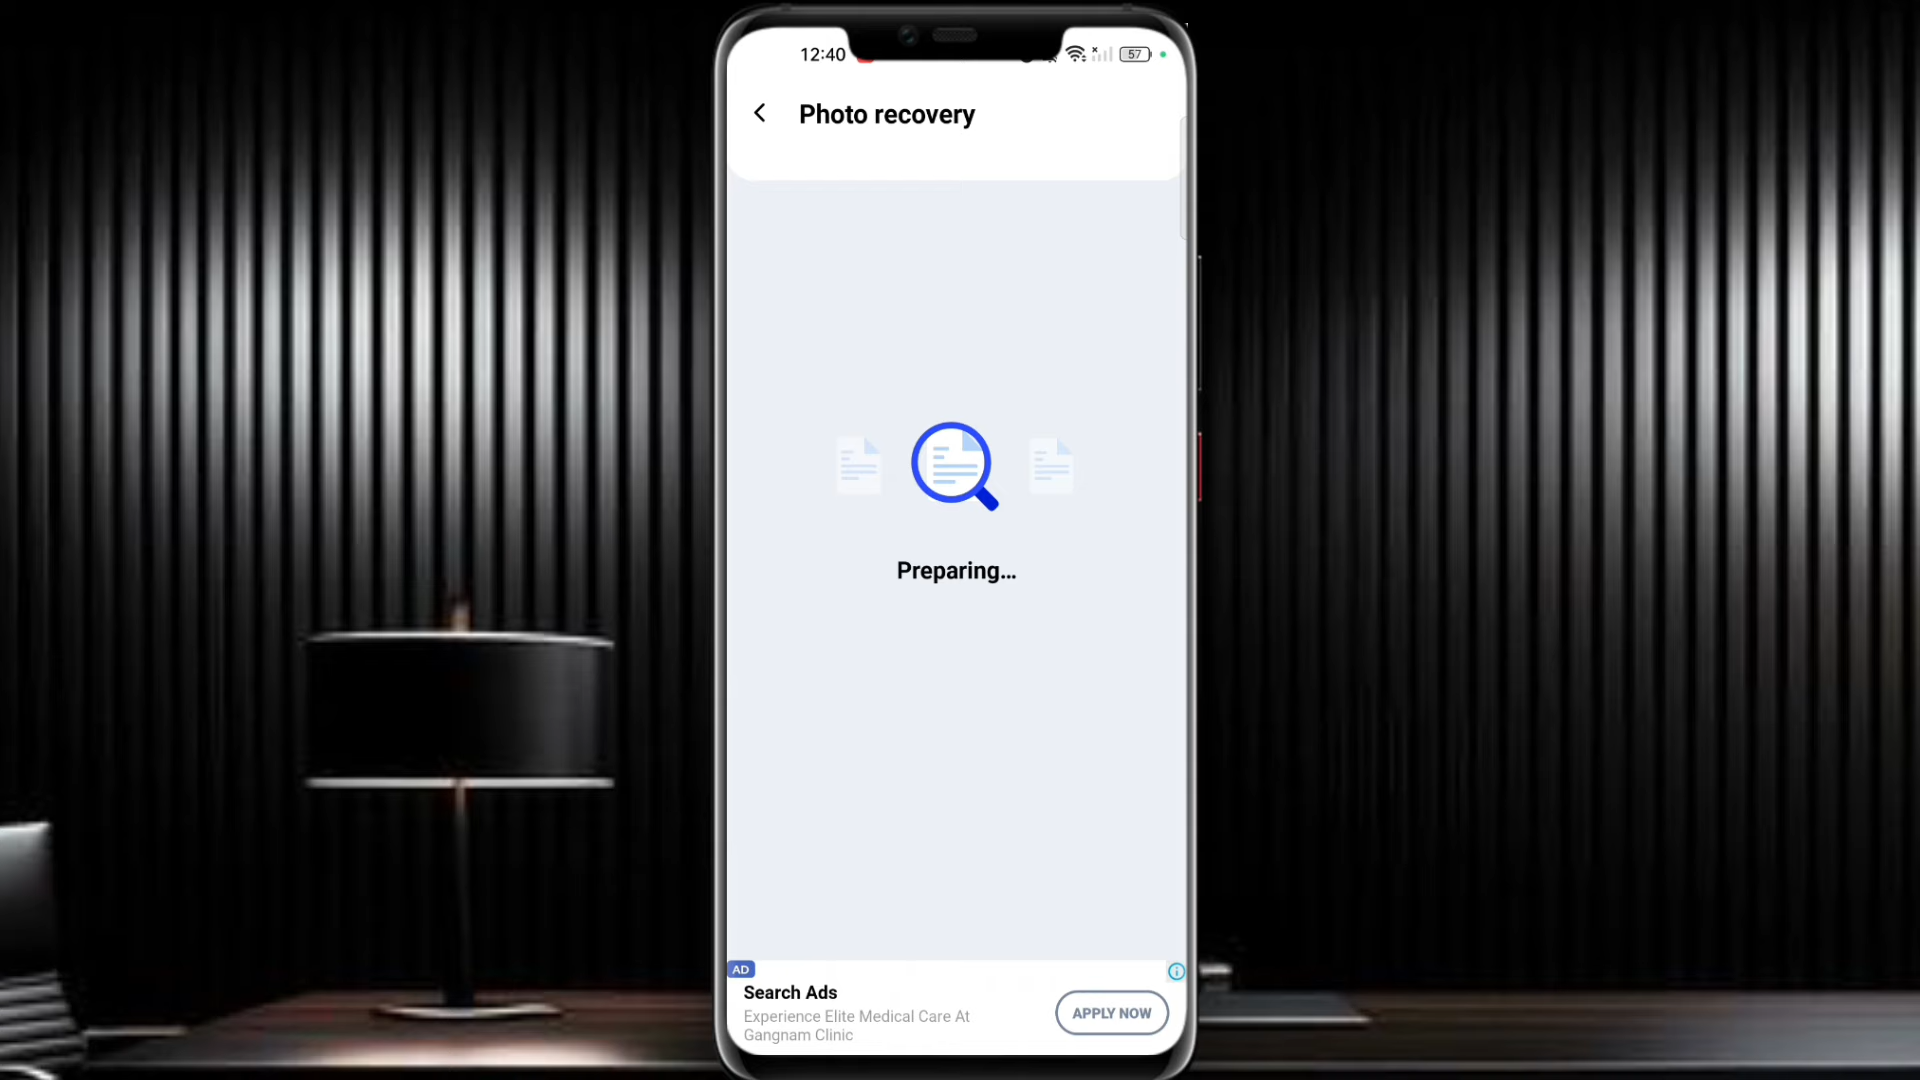 12:40
57
Photo recovery
Preparing...
AD
Search Ads
Experience Elite Medical Care At
Gangnam Clinic
APPLY NOW